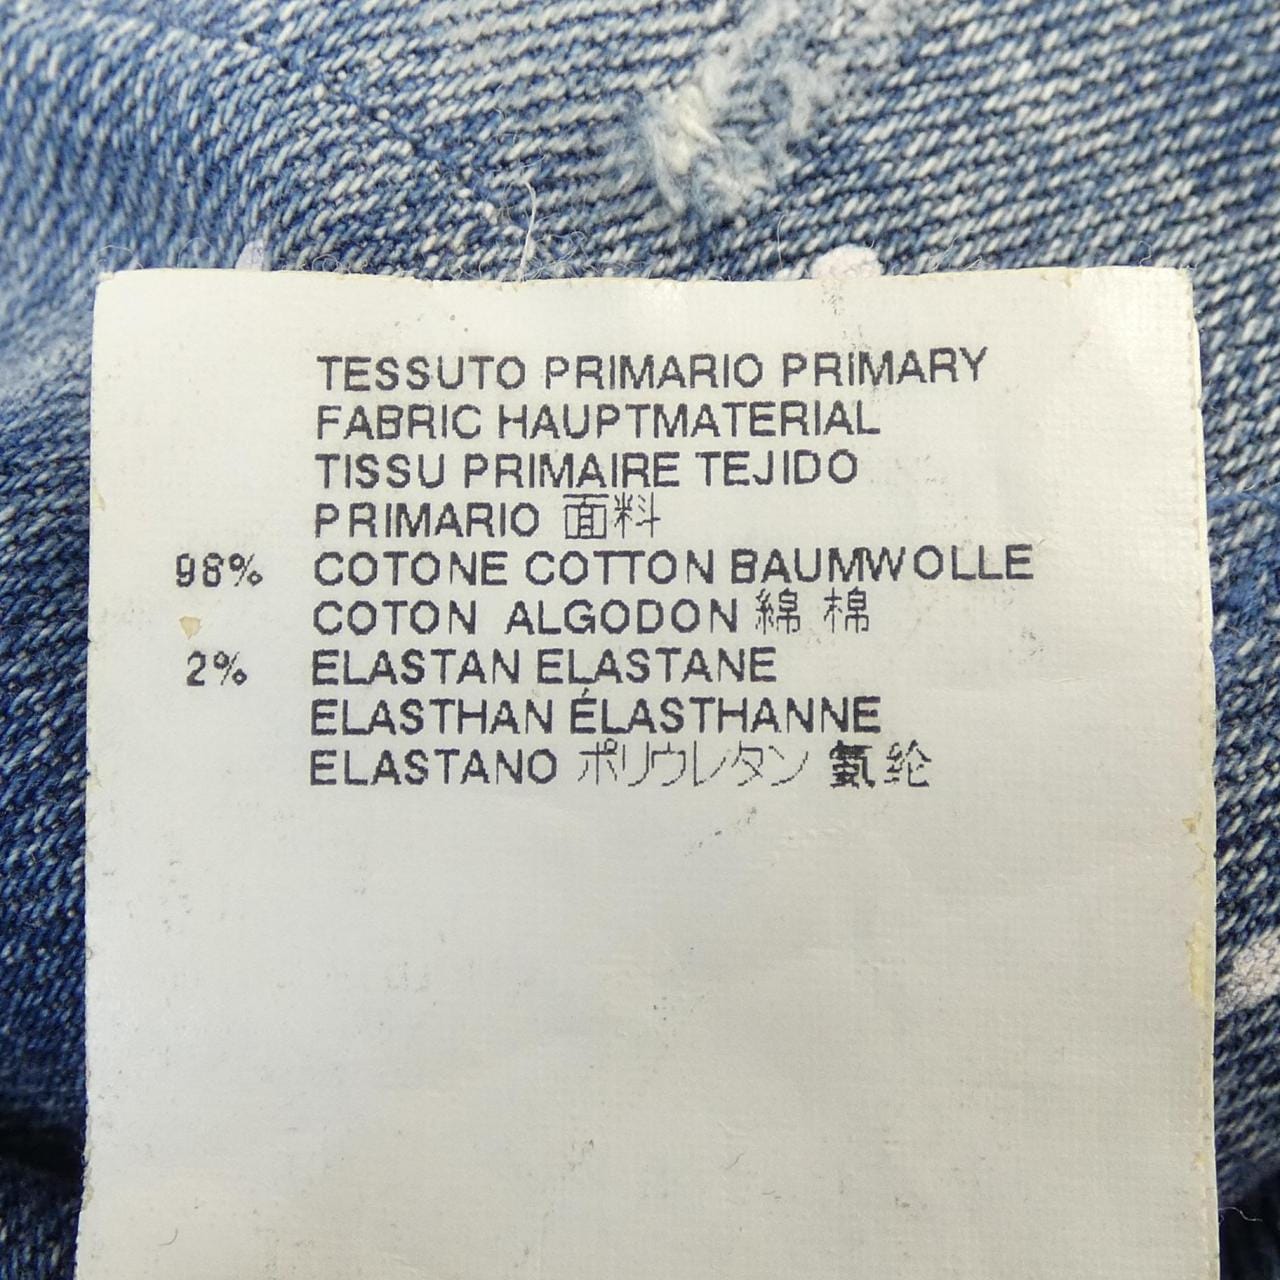 TESSUTO PRIMARIO PRIMARY
FABRIC HAUPTMATERIAL
TISSU PRIMAIRE TEJIDO
PRIMARIO 面料
98% COTONE COTTON BAUMWOLLE
COTON ALGODON 綿 棉
2% ELASTAN ELASTANE
ELASTHAN ÉLASTHANNE
ELASTANO ポリウレタン 氨纶